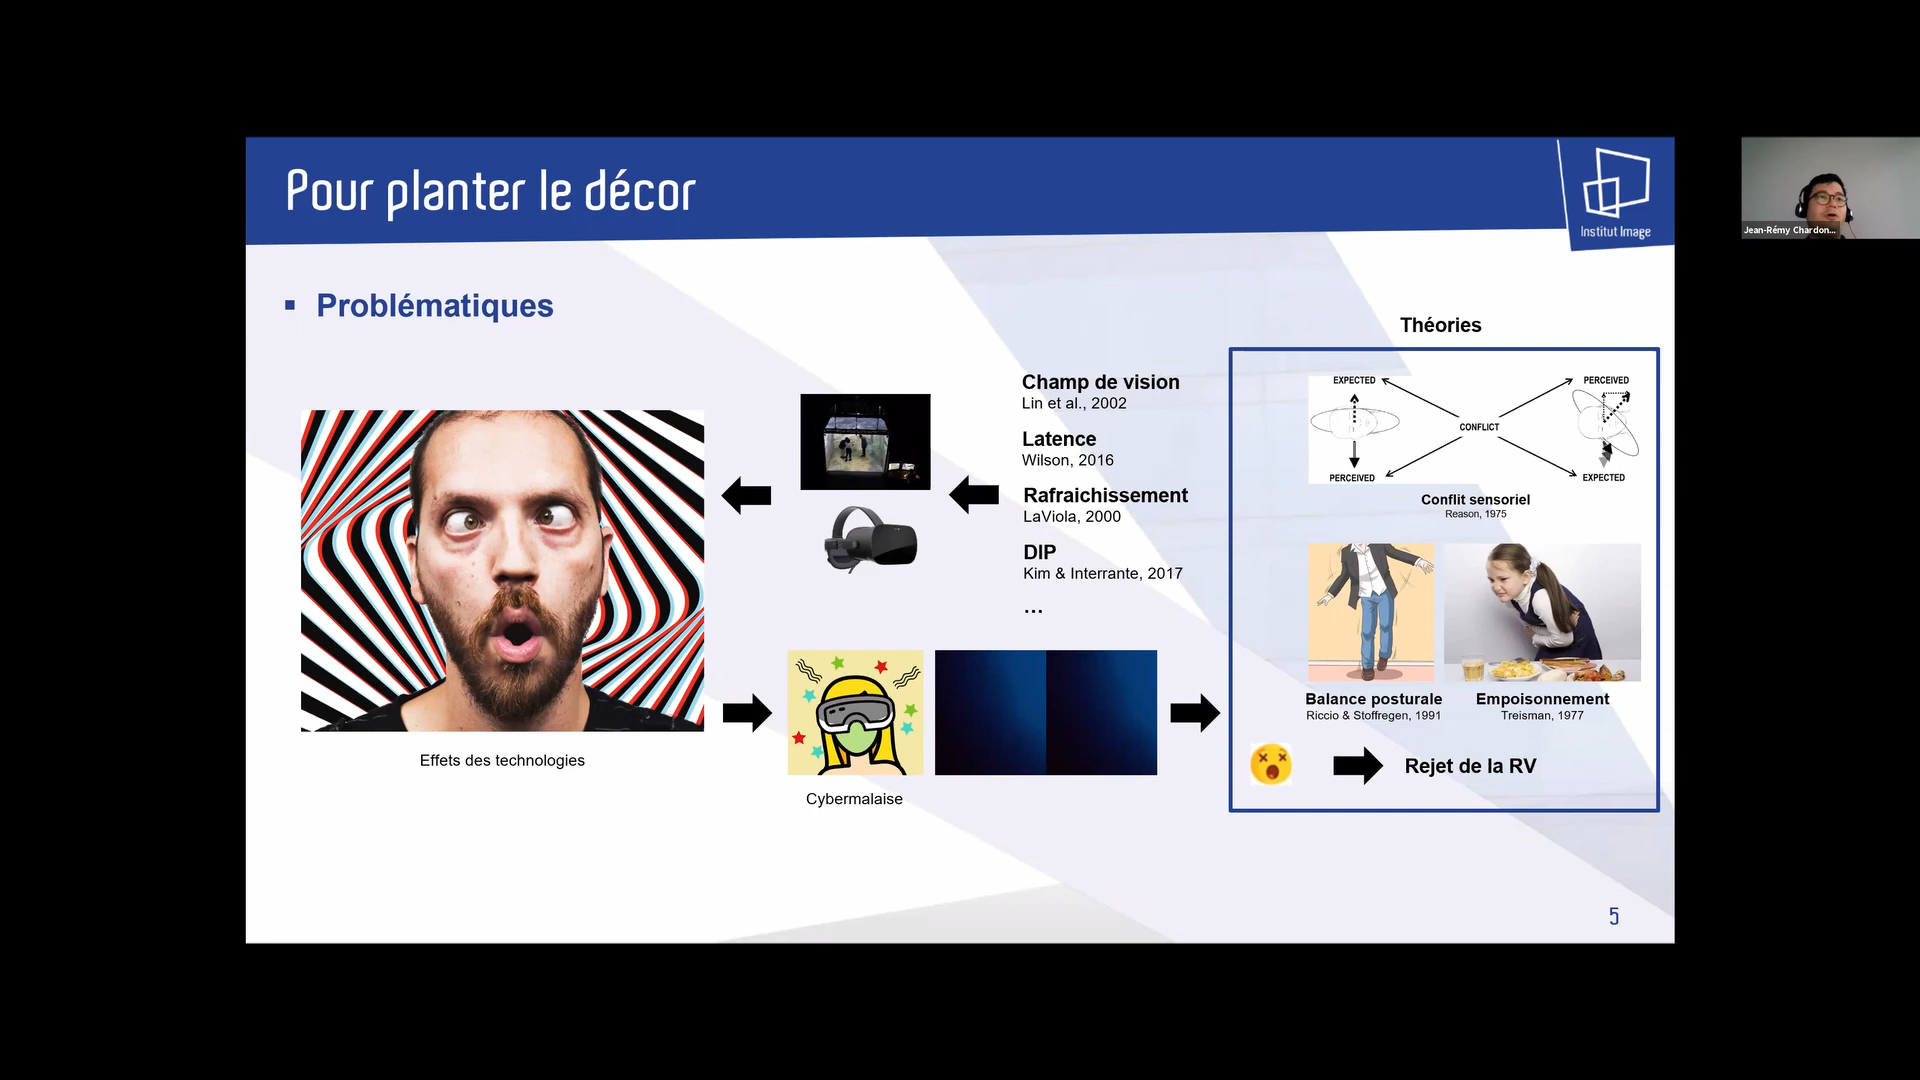 Pour planter le décor
Institut Image
Jean-Rémy Chardon...
▪ Problématiques
Effets des technologies
Champ de vision
Lin et al., 2002
Latence
Wilson, 2016
Rafraichissement
LaViola, 2000
DIP
Kim & Interrante, 2017
...
Cybermalaise
Théories
EXPECTED
PERCEIVED
CONFLICT
PERCEIVED
EXPECTED
Conflit sensoriel
Reason, 1975
Balance posturale
Riccio & Stoffregen, 1991
Empoisonnement
Treisman, 1977
Rejet de la RV
5